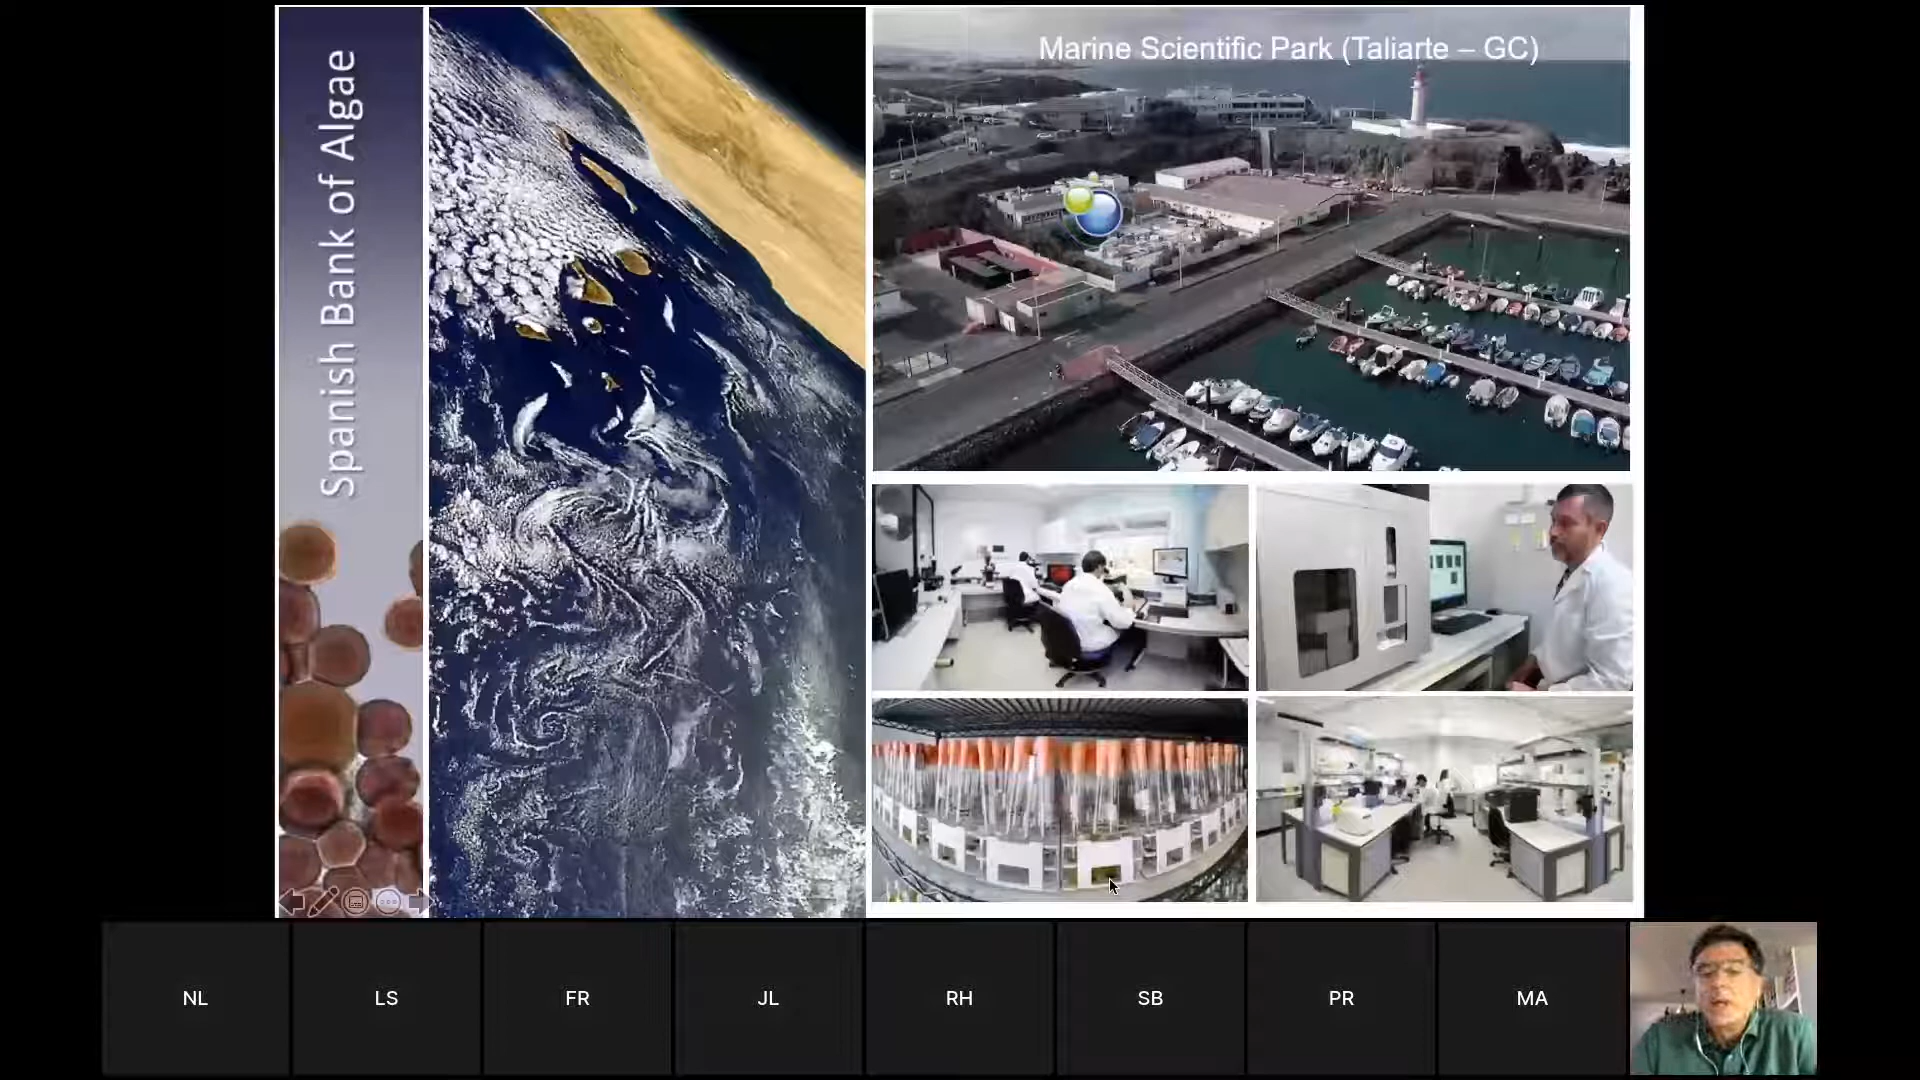 Spanish Bank of Algae
Marine Scientific Park (Taliarte – GC)
NL
LS
FR
JL
RH
SB
PR
MA